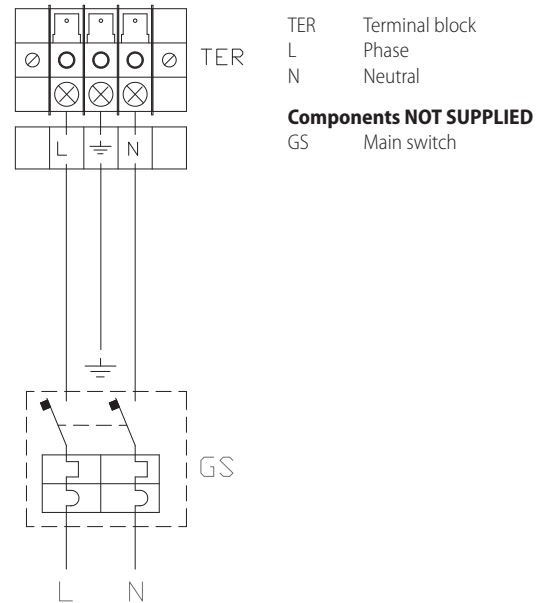 TER
L N
GS
L N
TER Terminal block
L Phase
N Neutral
Components NOT SUPPLIED
GS Main switch